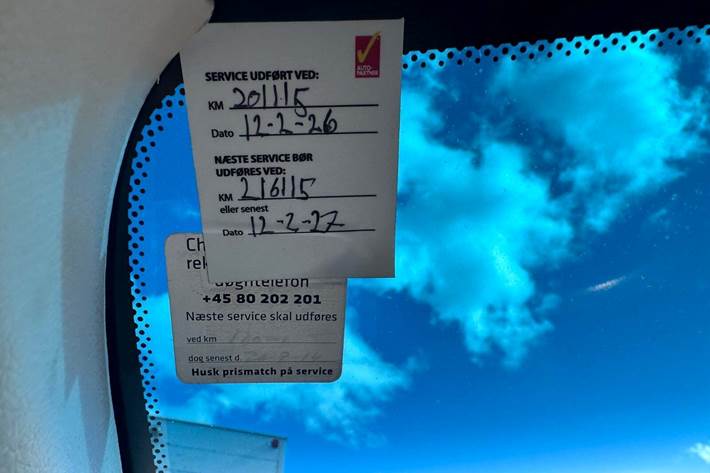 AUTO
PARTNER
SERVICE UDFØRT VED:
KM 201115
Dato 12-2-26
NÆSTE SERVICE BØR
UDFØRES VED:
KM 216115
eller senest
Dato 12-2-27
Ch
rek
døgntelefon
+45 80 202 201
Næste service skal udføres
ved km
dog senest d.
Husk prismatch på service